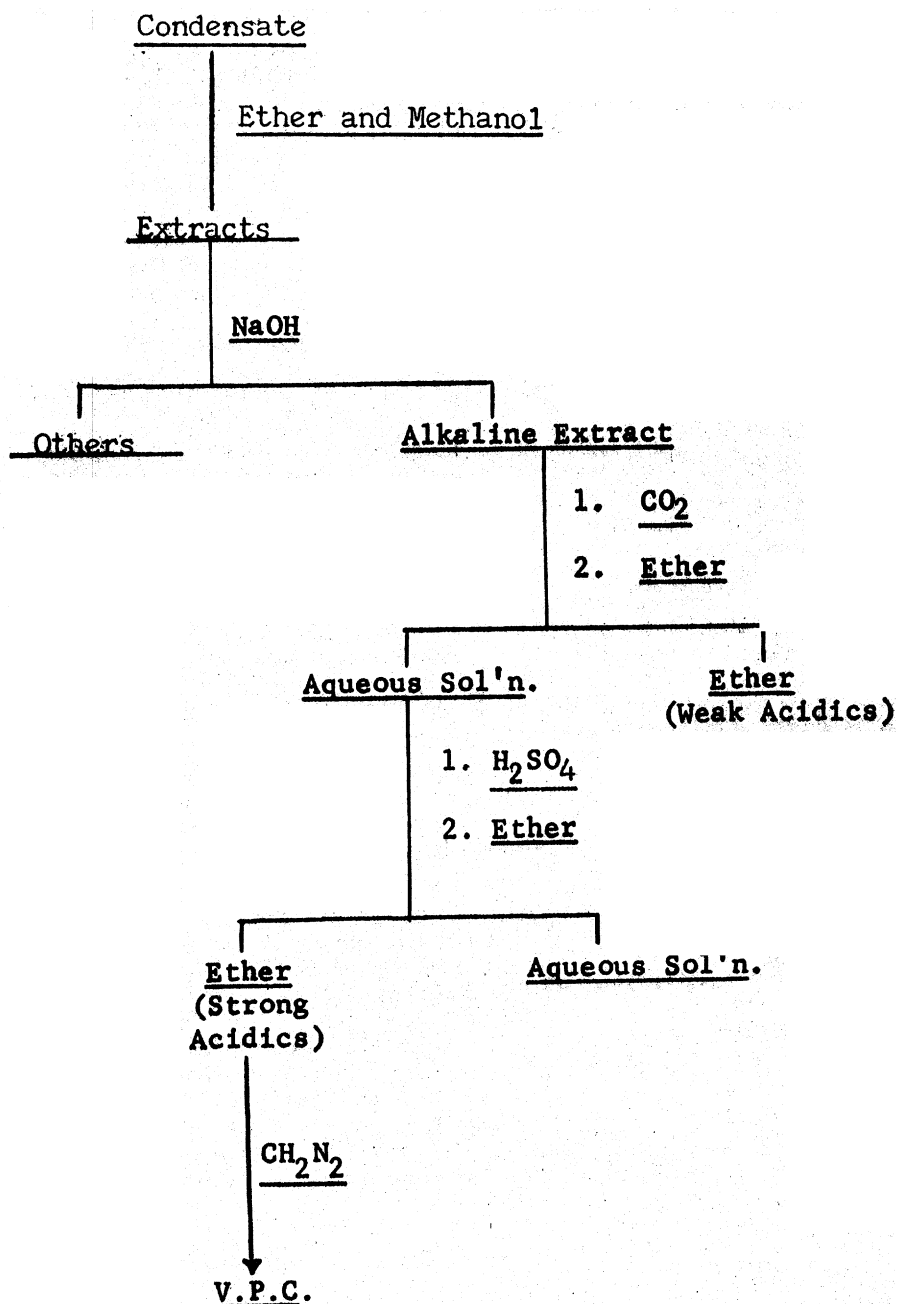 Condensate
Ether and Methanol
Extracts
NaOH
Others
Alkaline Extract
1. CO2
2. Ether
Aqueous Sol'n.
Ether
(Weak Acidics)
1. H2SO4
2. Ether
Ether
(Strong
Acidics)
Aqueous Sol'n.
CH2N2
V.P.C.